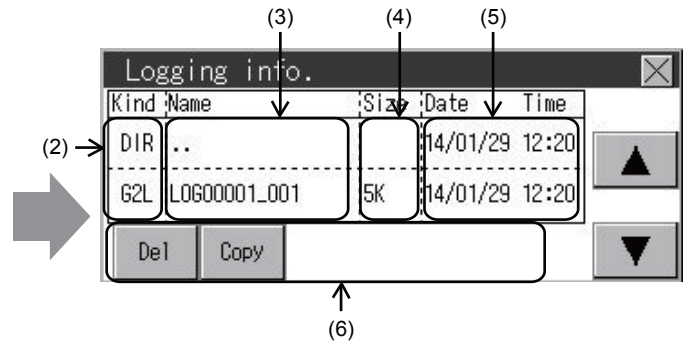 (3) (4) (5)
Logging info.
Kind Name Size Date Time
(2) DIR .. 14/01/29 12:20
G2L LOG00001_001 5K 14/01/29 12:20
Del Copy
(6)